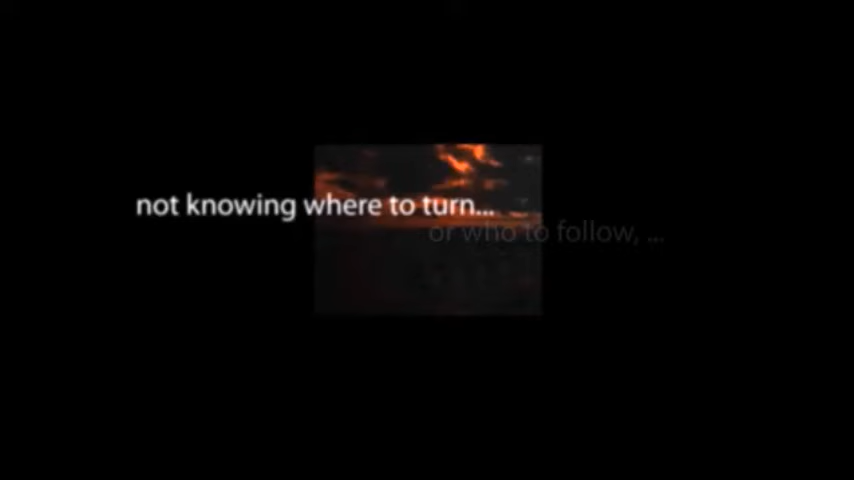 not knowing where to turn...
or who to follow, ...